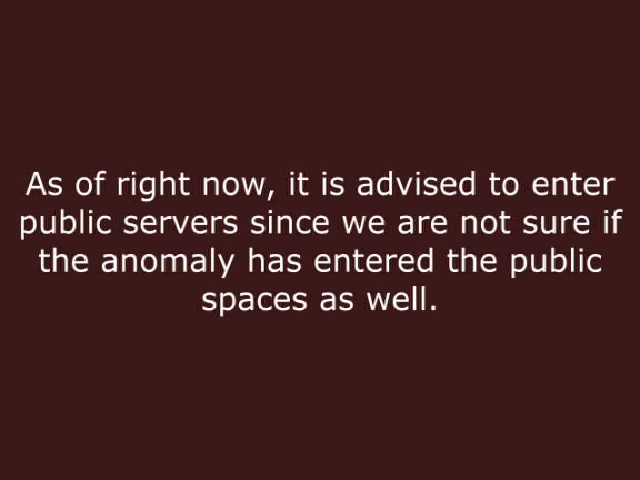 As of right now, it is advised to enter
public servers since we are not sure if
the anomaly has entered the public
spaces as well.